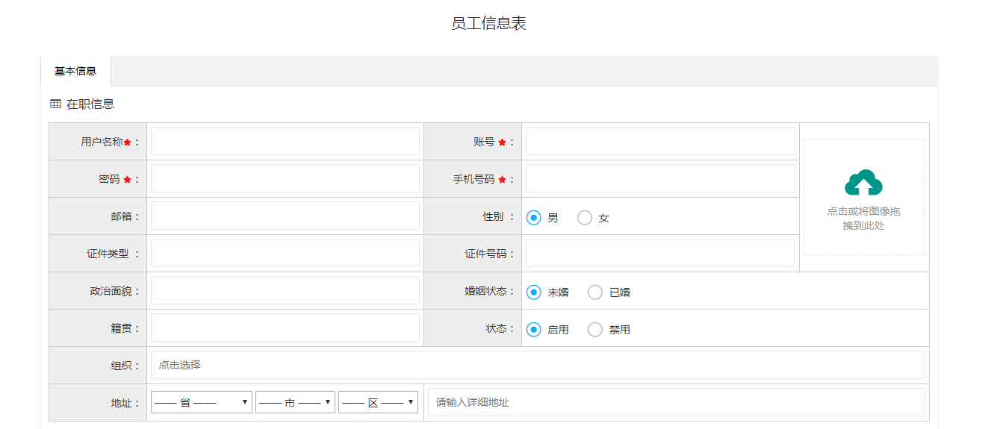 员工信息表
基本信息
在职信息
用户名称★：
账号 ★：
密码 ★：
手机号码 ★：
点击或将图像拖
拽到此处
邮箱：
性别 ： 男 女
证件类型 ：
证件号码：
政治面貌：
婚姻状态： 未婚 已婚
籍贯：
状态： 启用 禁用
组织： 点击选择
地址： —— 省 —— —— 市 —— —— 区 —— 请输入详细地址